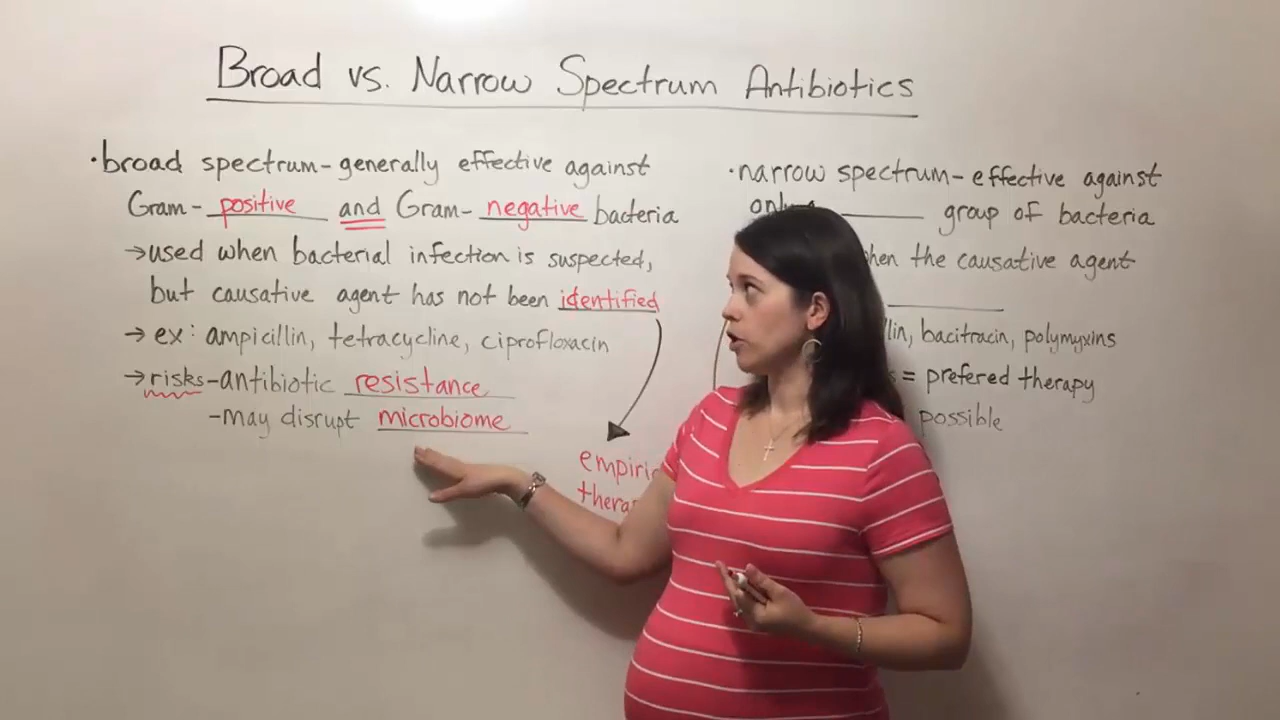 Broad vs. Narrow Spectrum Antibiotics
·broad spectrum-generally effective against
Gram-positive and Gram-negative bacteria
→used when bacterial infection is suspected,
but causative agent has not been identified
→ ex: ampicillin, tetracycline, ciprofloxacin
→risks-antibiotic resistance
-may disrupt microbiome
·narrow spectrum-effective against
only ______ group of bacteria
the causative agent
bacitracin, polymyxins
= prefered therapy
possible